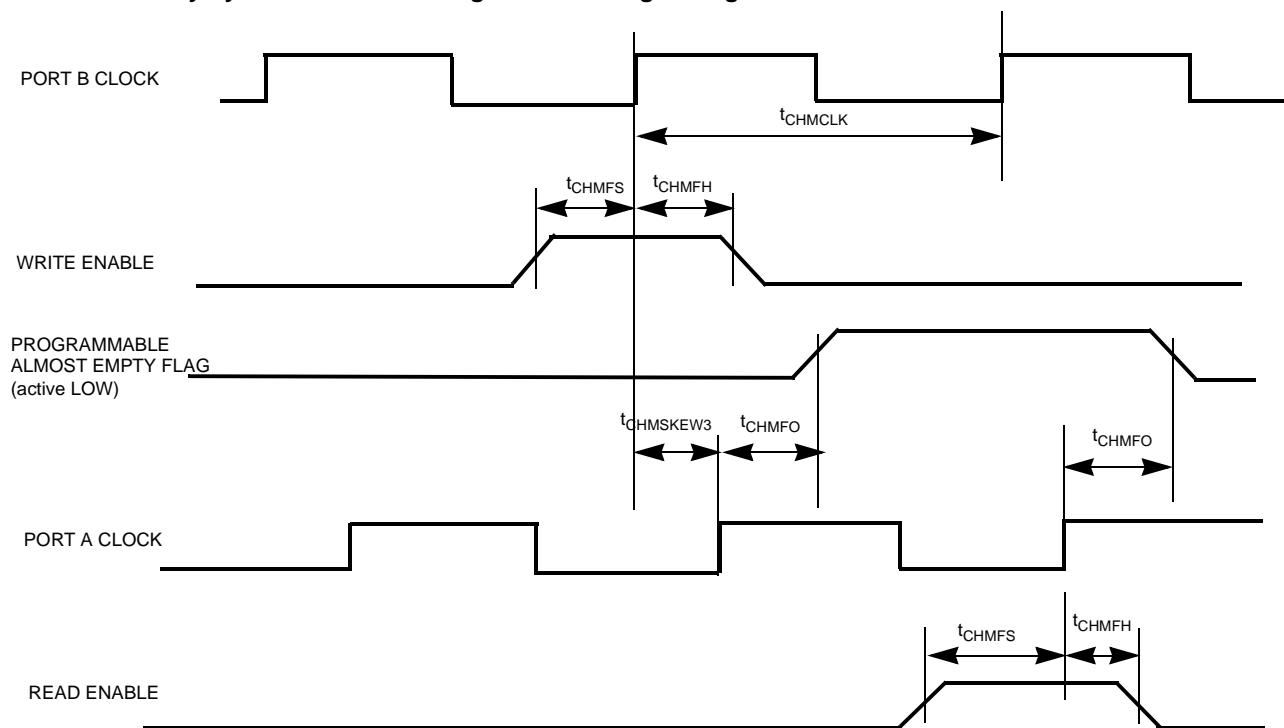 PORT B CLOCK
tCHMCLK
tCHMFS
tCHMFH
WRITE ENABLE
PROGRAMMABLE
ALMOST EMPTY FLAG
(active LOW)
tCHMSKEW3
tCHMFO
tCHMFO
PORT A CLOCK
tCHMFS
tCHMFH
READ ENABLE